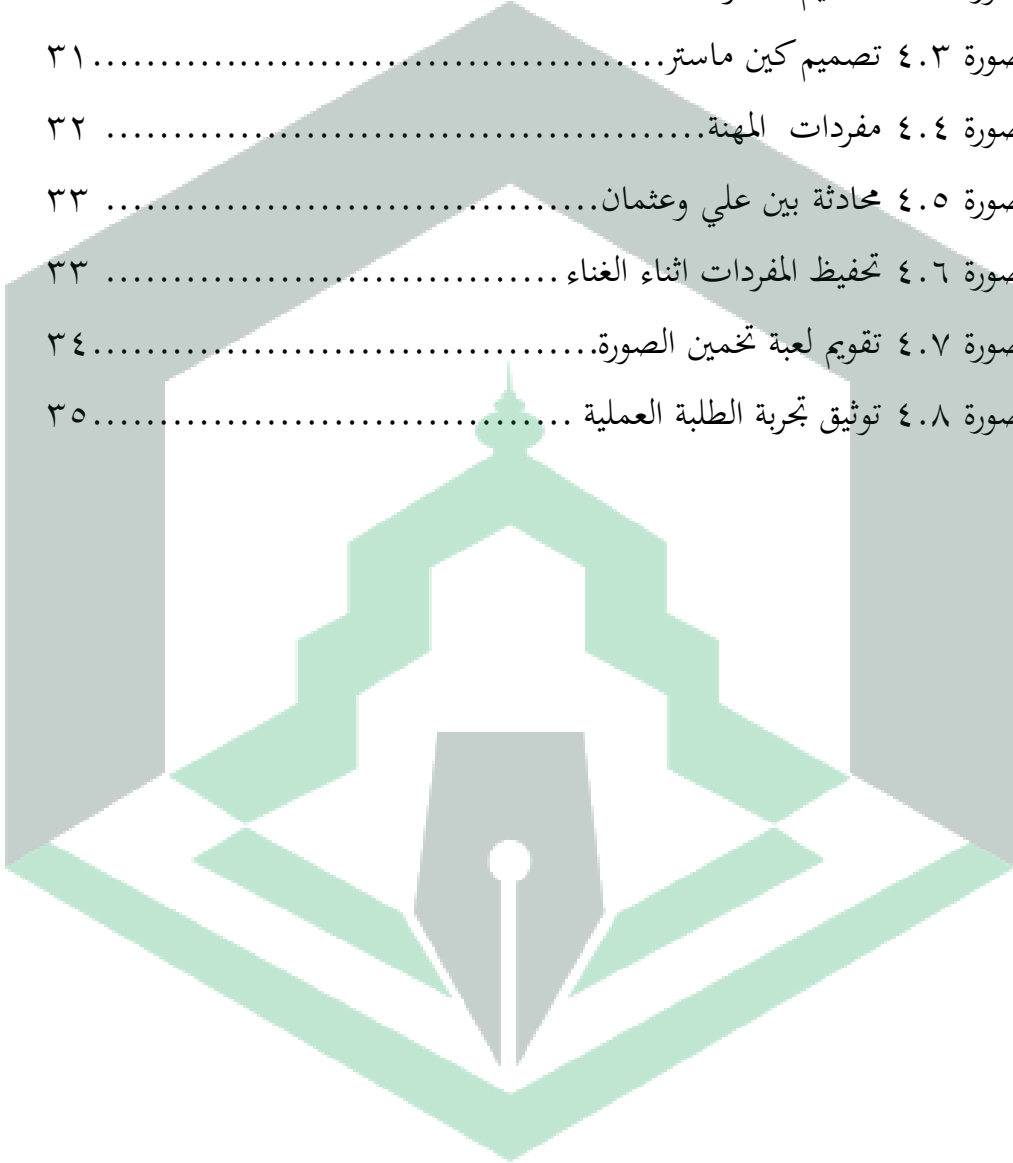 صورة ٤.٣ تصميم كين ماستر..........................................٣١
صورة ٤.٤ مفردات المهنة............................................ ٣٢
صورة ٤.٥ محادثة بين علي وعثمان.................................... ٣٣
صورة ٤.٦ تحفيظ المفردات اثناء الغناء ................................. ٣٣
صورة ٤.٧ تقويم لعبة تخمين الصورة.....................................٣٤
صورة ٤.٨ توثيق تجربة الطلبة العملية ...................................٣٥